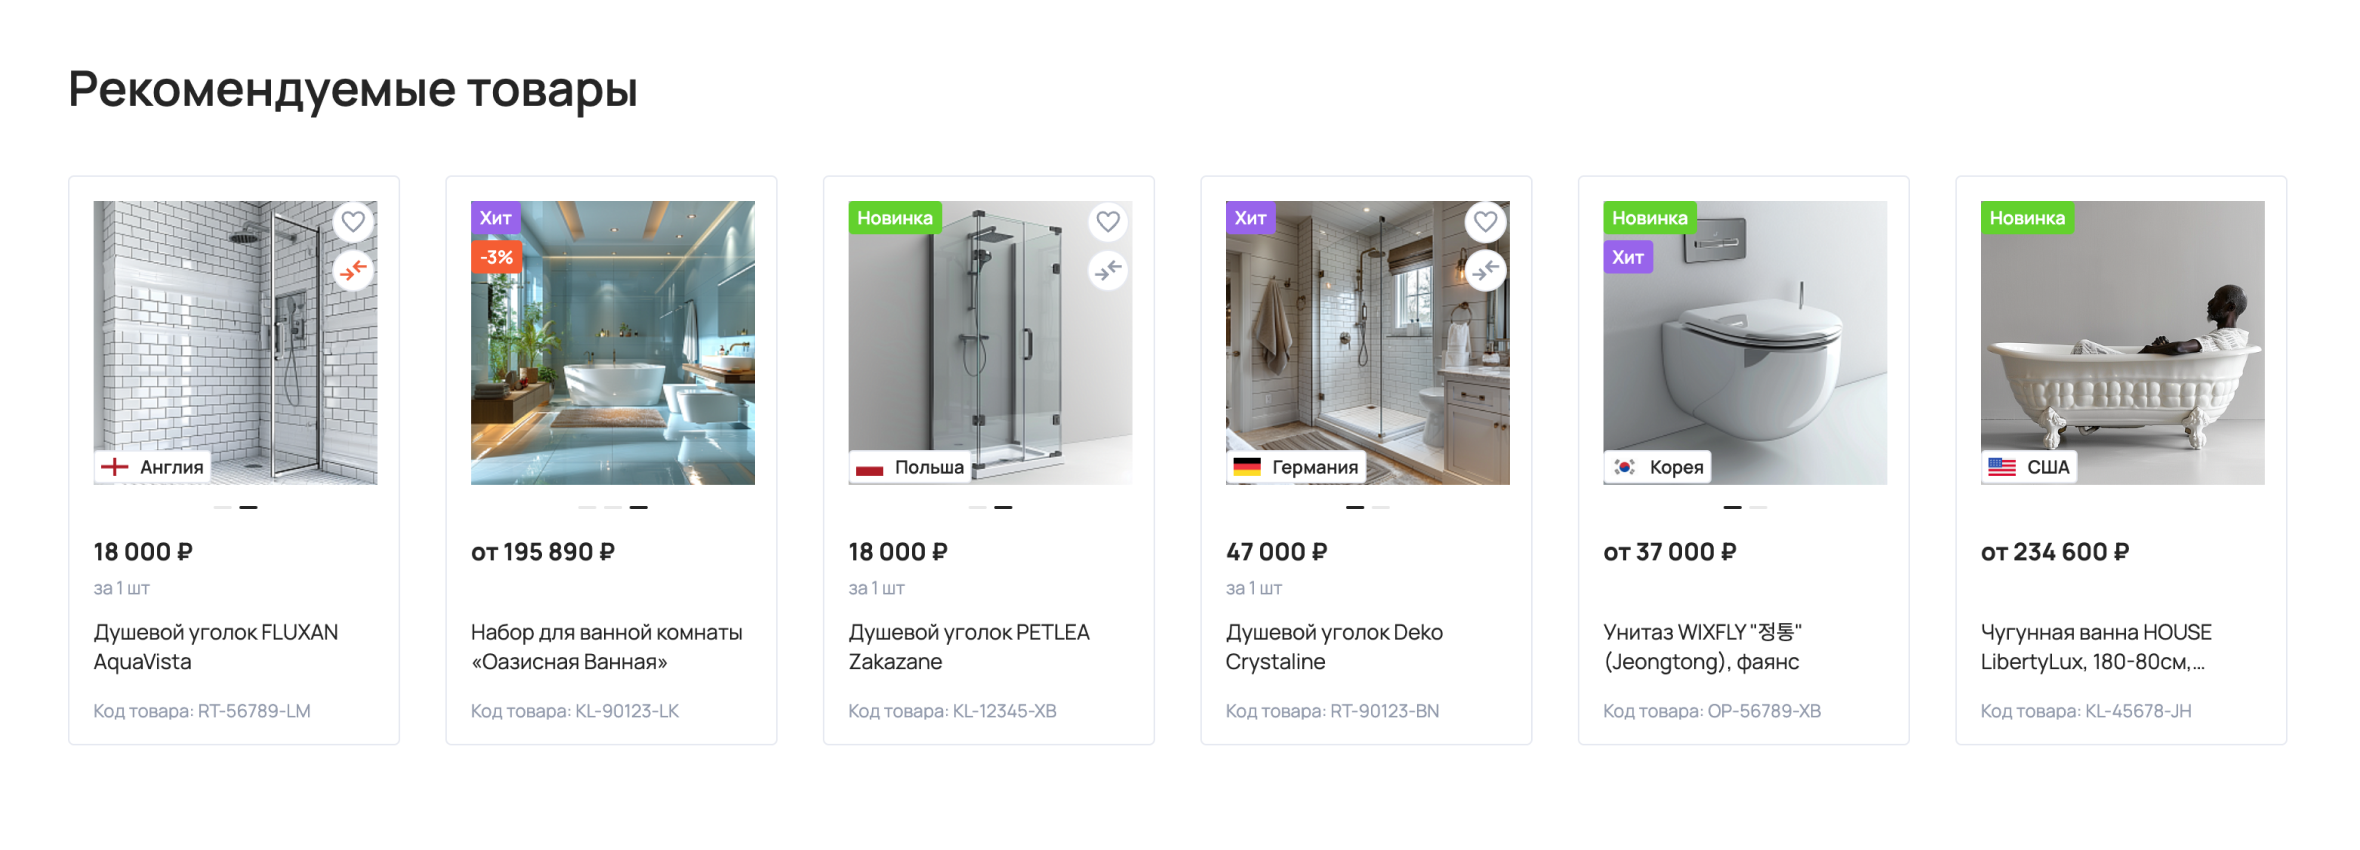 Рекомендуемые товары
Англия
18 000 ₽
за 1 шт
Душевой уголок FLUXAN
AquaVista
Код товара: RT-56789-LM
Хит
-3%
от 195 890 ₽
Набор для ванной комнаты
«Оазисная Ванная»
Код товара: KL-90123-LK
Новинка
Польша
18 000 ₽
за 1 шт
Душевой уголок PETLEA
Zakazane
Код товара: KL-12345-XB
Хит
Германия
47 000 ₽
за 1 шт
Душевой уголок Deko
Crystaline
Код товара: RT-90123-BN
Новинка
Хит
Корея
от 37 000 ₽
Унитаз WIXFLY "정통"
(Jeongtong), фаянс
Код товара: OP-56789-XB
Новинка
США
от 234 600 ₽
Чугунная ванна HOUSE
LibertyLux, 180-80см,...
Код товара: KL-45678-JH